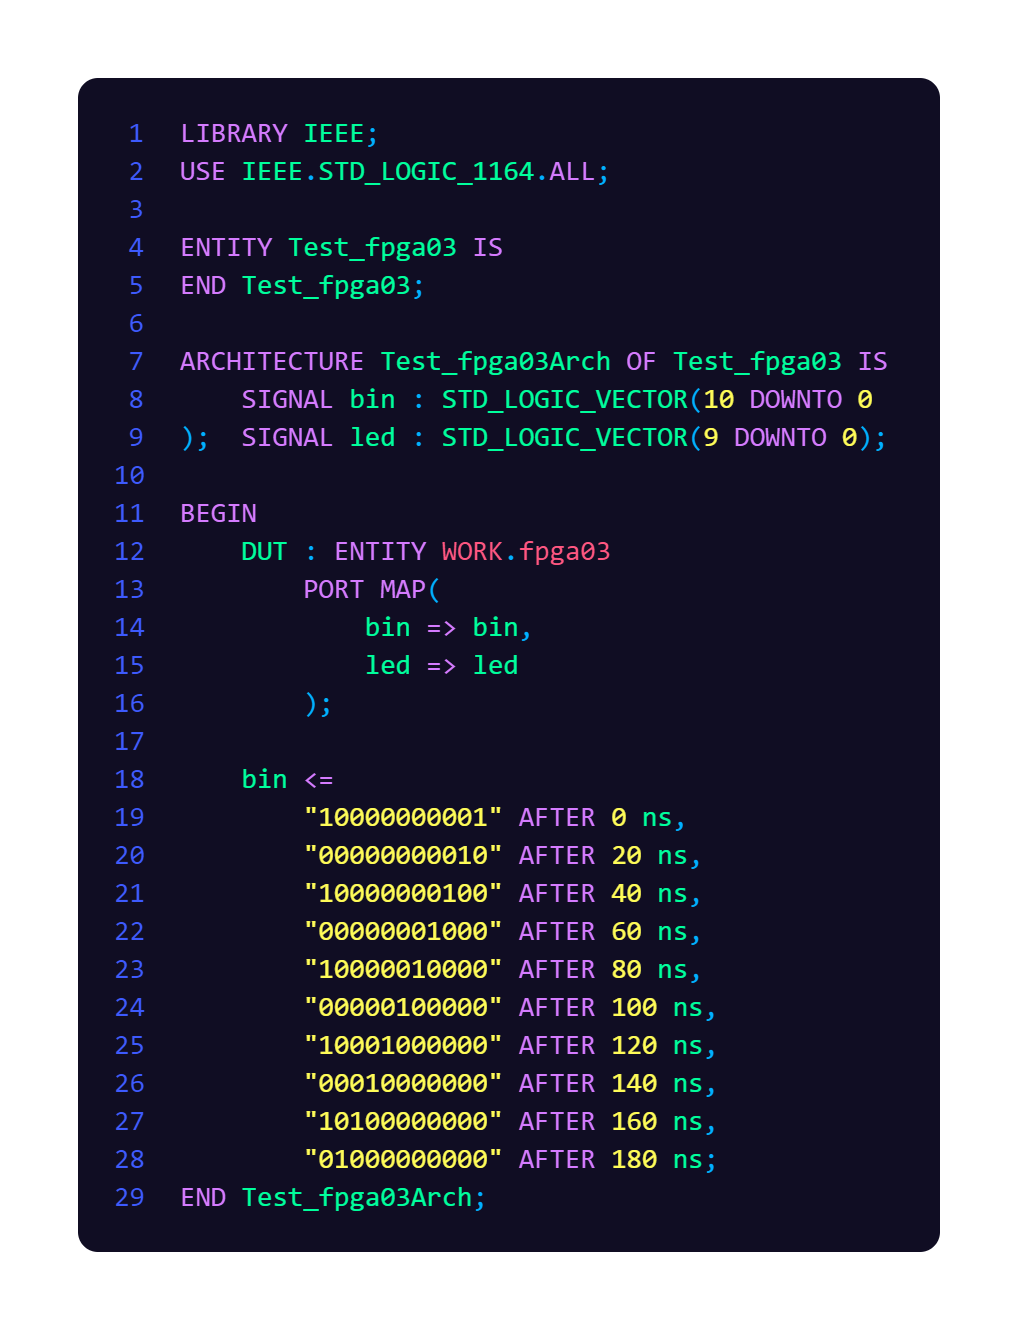 1 LIBRARY IEEE;
2 USE IEEE.STD_LOGIC_1164.ALL;
3
4 ENTITY Test_fpga03 IS
5 END Test_fpga03;
6
7 ARCHITECTURE Test_fpga03Arch OF Test_fpga03 IS
8     SIGNAL bin : STD_LOGIC_VECTOR(10 DOWNTO 0
9 );  SIGNAL led : STD_LOGIC_VECTOR(9 DOWNTO 0);
10
11 BEGIN
12     DUT : ENTITY WORK.fpga03
13         PORT MAP(
14             bin => bin,
15             led => led
16         );
17
18     bin <=
19         "10000000001" AFTER 0 ns,
20         "00000000010" AFTER 20 ns,
21         "10000000100" AFTER 40 ns,
22         "00000001000" AFTER 60 ns,
23         "10000010000" AFTER 80 ns,
24         "00000100000" AFTER 100 ns,
25         "10001000000" AFTER 120 ns,
26         "00010000000" AFTER 140 ns,
27         "10100000000" AFTER 160 ns,
28         "01000000000" AFTER 180 ns;
29 END Test_fpga03Arch;